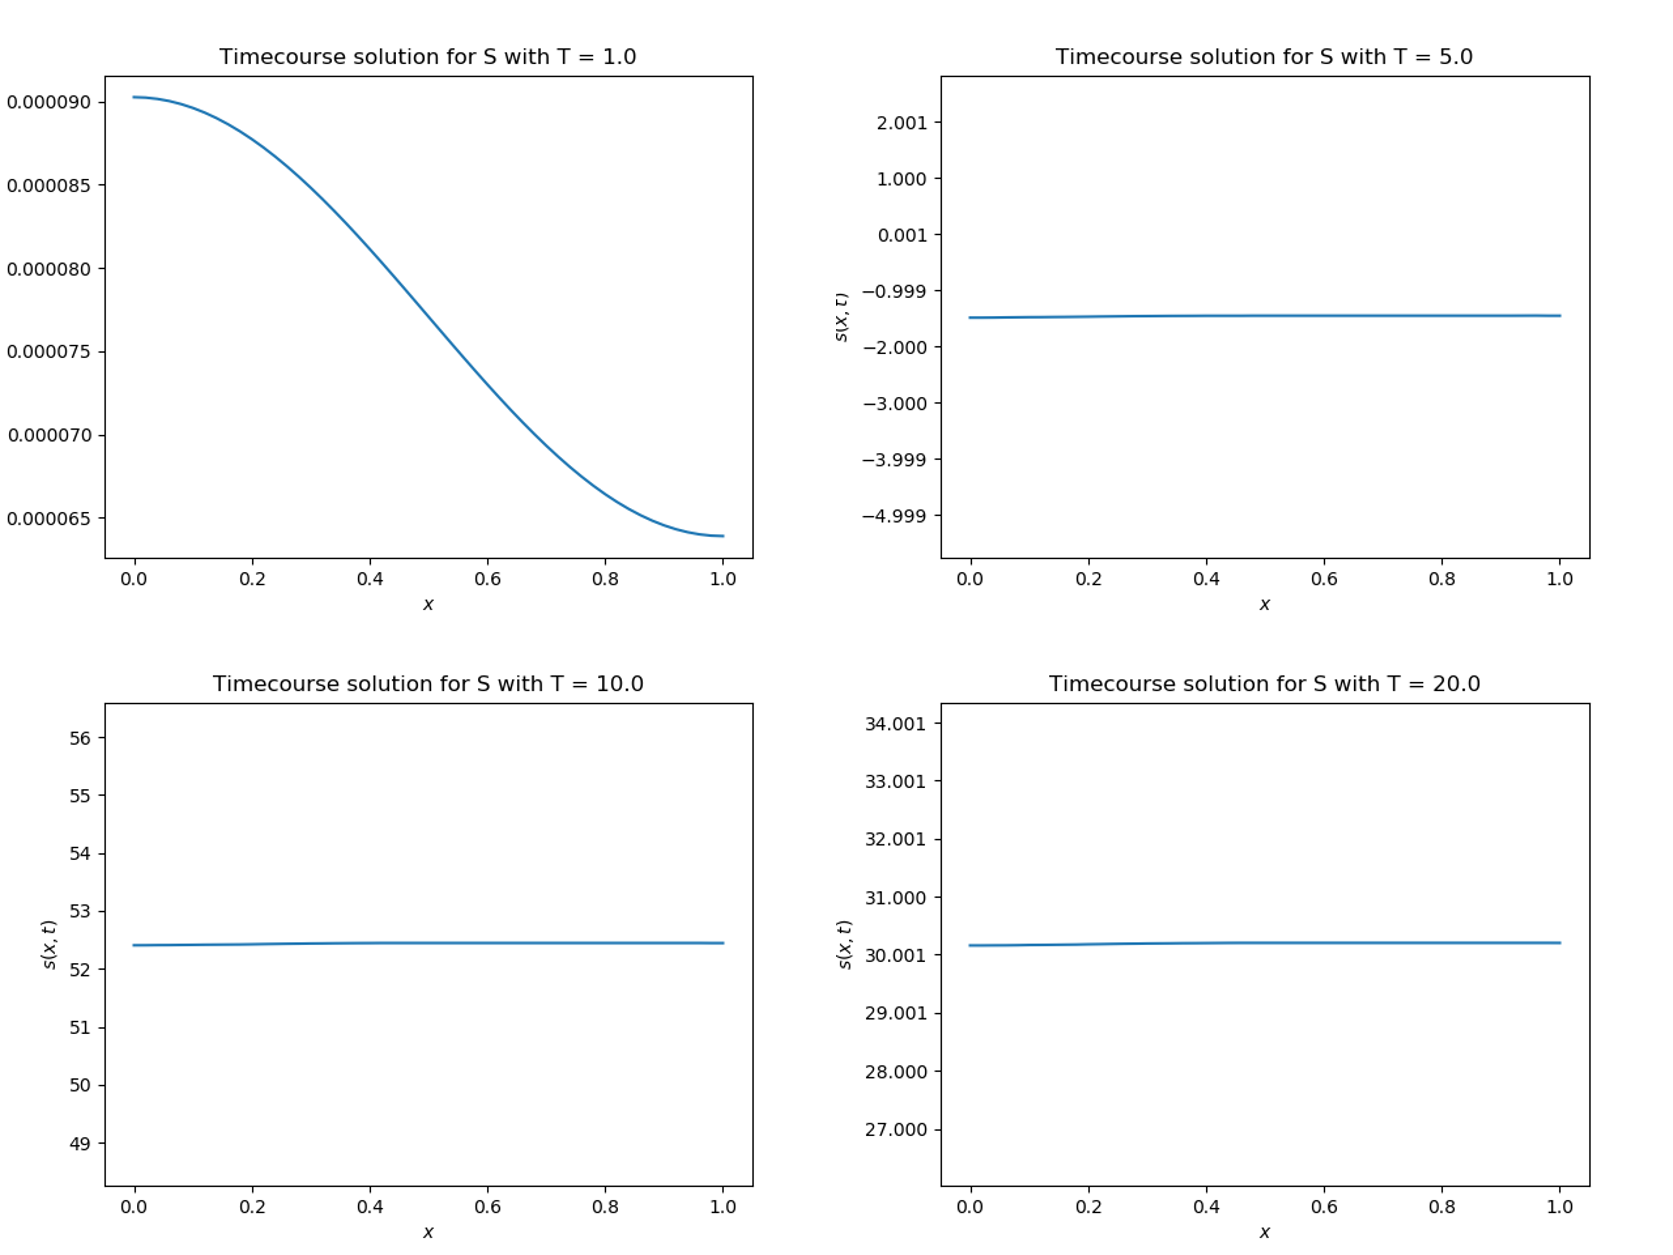 Timecourse solution for S with T = 1.0
0.000090
0.000085
0.000080
0.000075
0.000070
0.000065
0.0 0.2 0.4 0.6 0.8 1.0
x
Timecourse solution for S with T = 5.0
2.001
1.000
0.001
−0.999
−2.000
−3.000
−3.999
−4.999
s(x, t)
0.0 0.2 0.4 0.6 0.8 1.0
x
Timecourse solution for S with T = 10.0
56
55
54
53
52
51
50
49
s(x, t)
0.0 0.2 0.4 0.6 0.8 1.0
x
Timecourse solution for S with T = 20.0
34.001
33.001
32.001
31.000
30.001
29.001
28.000
27.000
s(x, t)
0.0 0.2 0.4 0.6 0.8 1.0
x